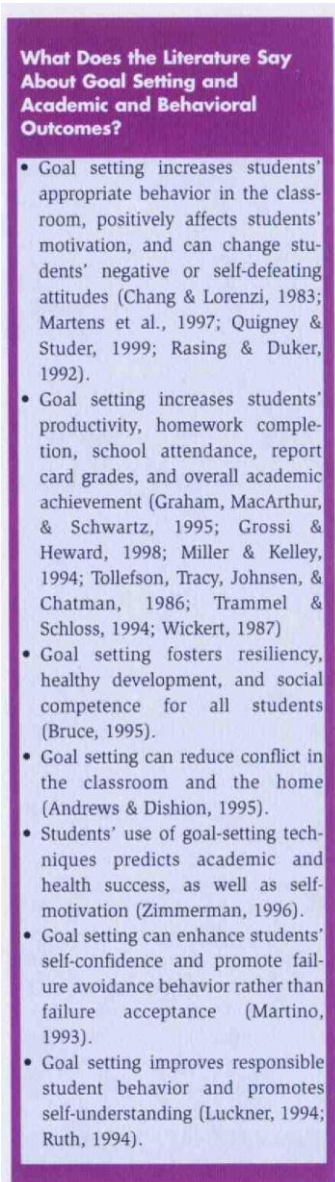 What Does the Literature Say
About Goal Setting and
Academic and Behavioral
Outcomes?
• Goal setting increases students'
appropriate behavior in the class-
room, positively affects students'
motivation, and can change stu-
dents' negative or self-defeating
attitudes (Chang & Lorenzi, 1983;
Martens et al., 1997; Quigney &
Studer, 1999; Rasing & Duker,
1992).
• Goal setting increases students'
productivity, homework comple-
tion, school attendance, report
card grades, and overall academic
achievement (Graham, MacArthur,
& Schwartz, 1995; Grossi &
Heward, 1998; Miller & Kelley,
1994; Tollefson, Tracy, Johnsen, &
Chatman, 1986; Trammel &
Schloss, 1994; Wickert, 1987)
• Goal setting fosters resiliency,
healthy development, and social
competence for all students
(Bruce, 1995).
• Goal setting can reduce conflict in
the classroom and the home
(Andrews & Dishion, 1995).
• Students' use of goal-setting tech-
niques predicts academic and
health success, as well as self-
motivation (Zimmerman, 1996).
• Goal setting can enhance students'
self-confidence and promote fail-
ure avoidance behavior rather than
failure acceptance (Martino,
1993).
• Goal setting improves responsible
student behavior and promotes
self-understanding (Luckner, 1994;
Ruth, 1994).